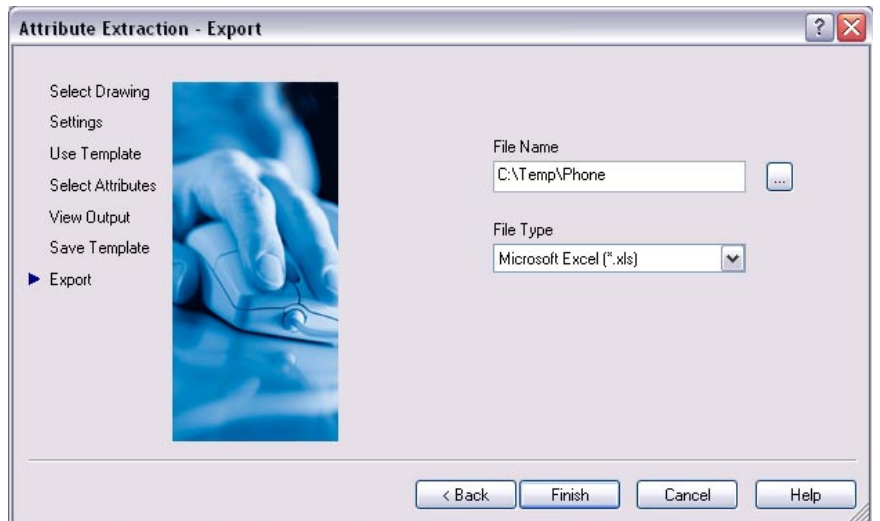 Attribute Extraction - Export
Select Drawing
Settings
Use Template
Select Attributes
View Output
Save Template
Export
File Name
C:\Temp\Phone
...
File Type
Microsoft Excel (*.xls)
< Back Finish Cancel Help